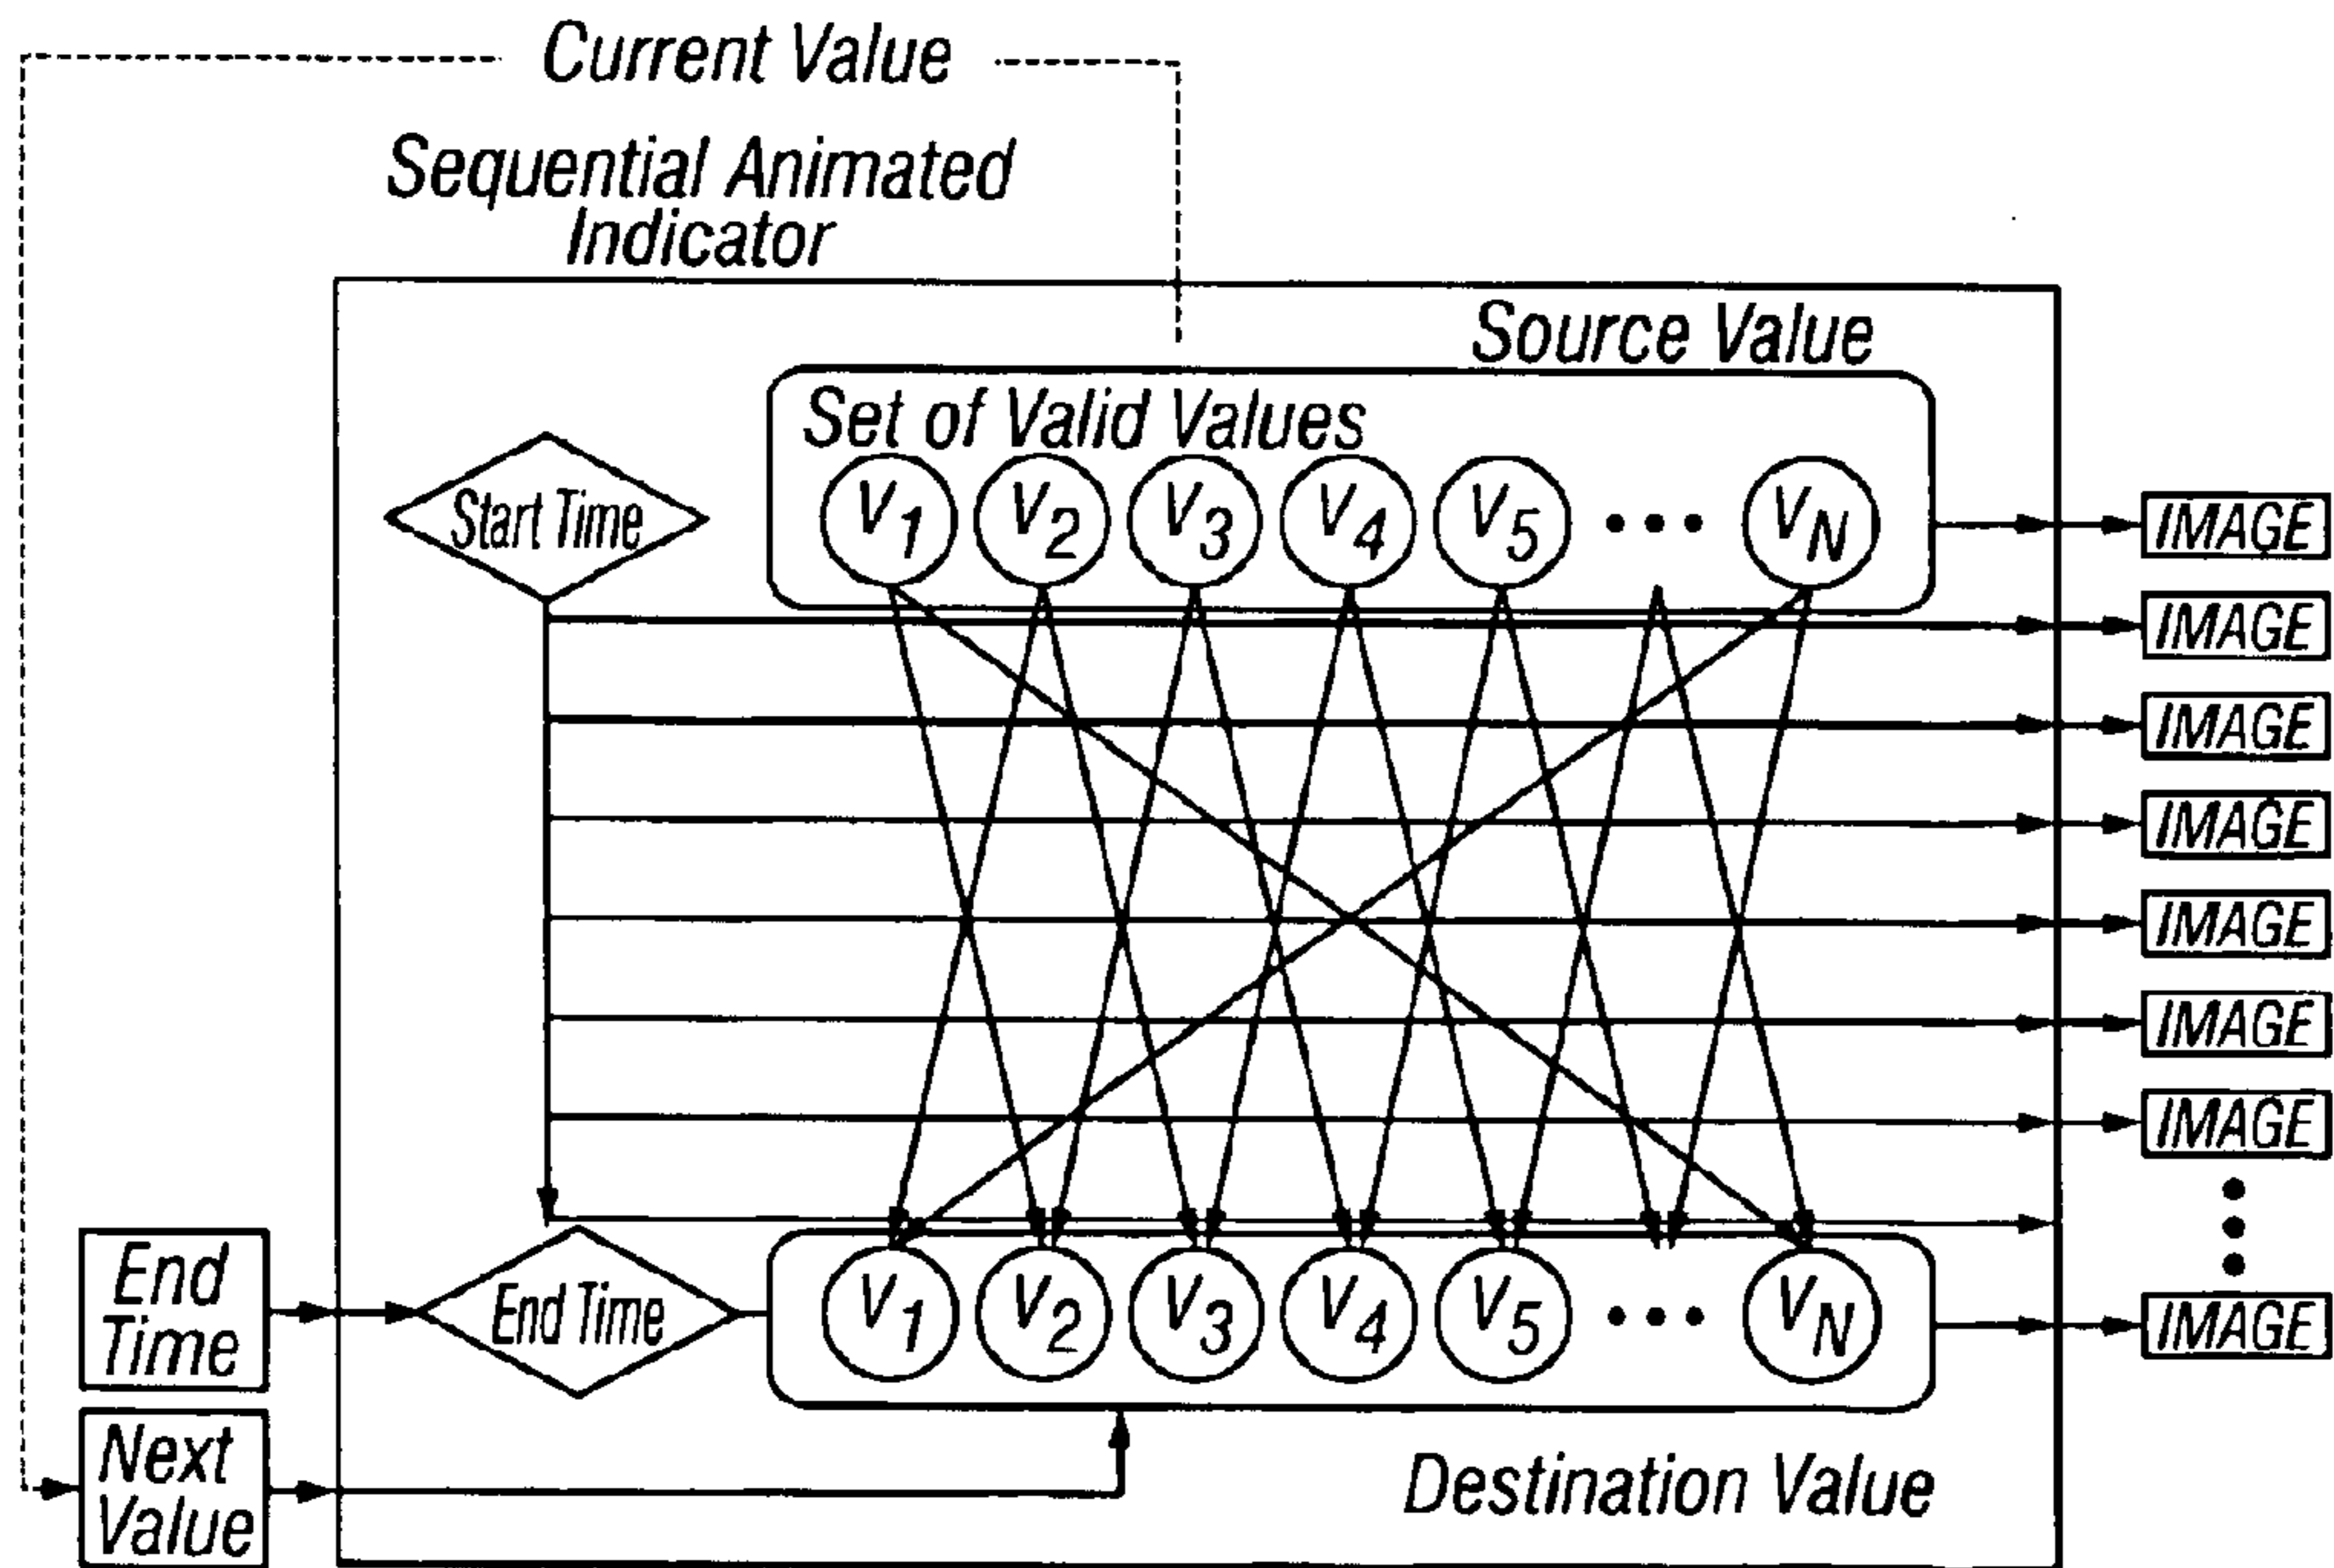 Current Value
Sequential Animated
Indicator
Source Value
Set of Valid Values
Start Time
V1 V2 V3 V4 V5 ••• VN
IMAGE
IMAGE
IMAGE
IMAGE
IMAGE
IMAGE
IMAGE
End
Time
End Time
V1 V2 V3 V4 V5 ••• VN
IMAGE
Next
Value
Destination Value